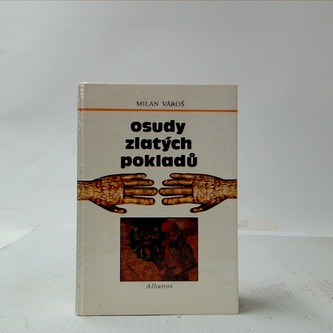 MILAN VÁROŠ
osudy
zlatých
pokladů
Albatros